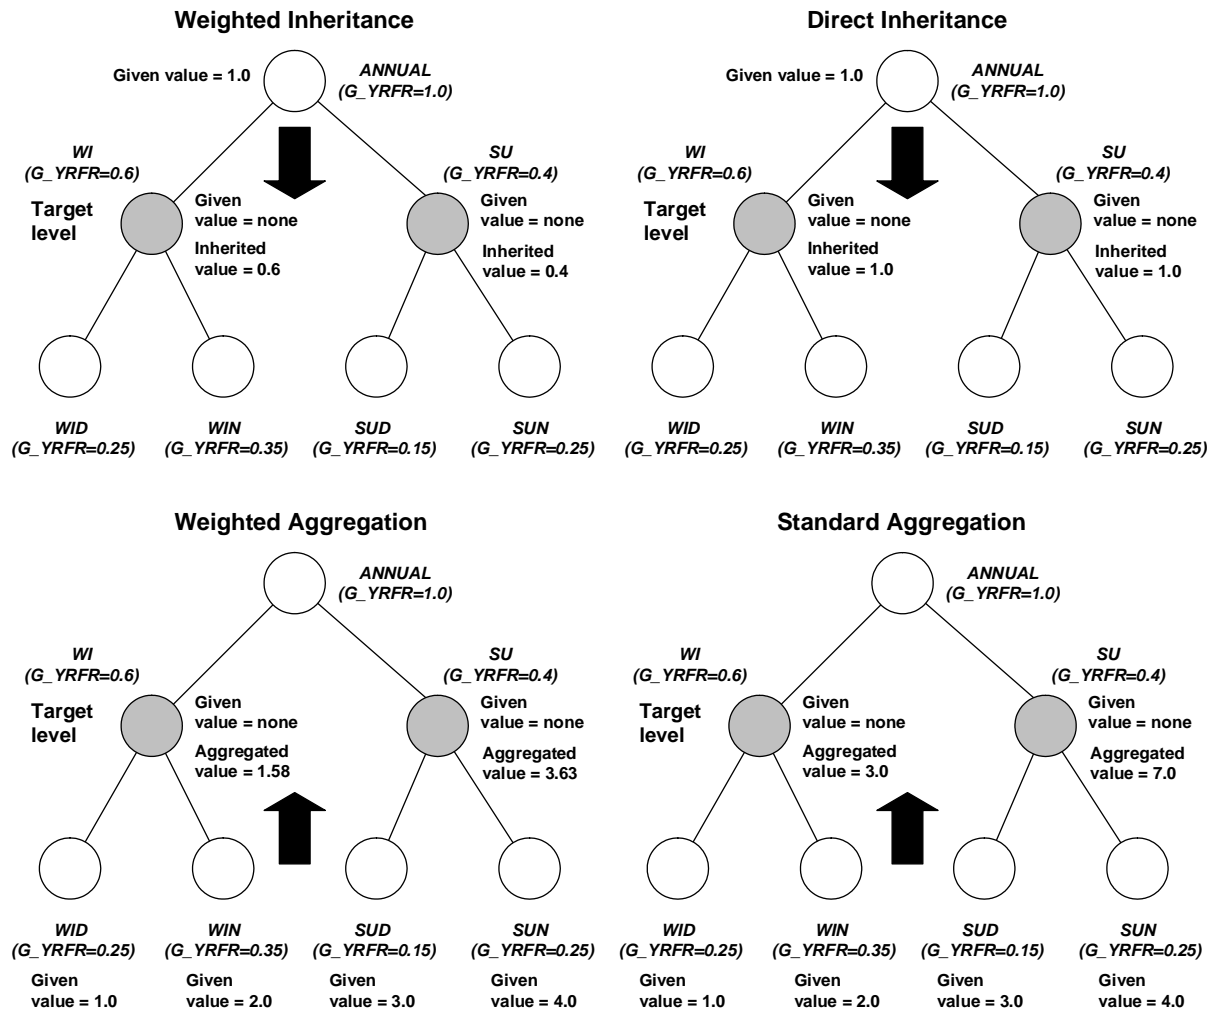 Weighted Inheritance
Given value = 1.0
ANNUAL
(G_YRFR=1.0)
WI
(G_YRFR=0.6)
SU
(G_YRFR=0.4)
Target
level
Given
value = none
Inherited
value = 0.6
Given
value = none
Inherited
value = 0.4
WID
(G_YRFR=0.25)
WIN
(G_YRFR=0.35)
SUD
(G_YRFR=0.15)
SUN
(G_YRFR=0.25)
Direct Inheritance
Given value = 1.0
ANNUAL
(G_YRFR=1.0)
WI
(G_YRFR=0.6)
SU
(G_YRFR=0.4)
Target
level
Given
value = none
Inherited
value = 1.0
Given
value = none
Inherited
value = 1.0
WID
(G_YRFR=0.25)
WIN
(G_YRFR=0.35)
SUD
(G_YRFR=0.15)
SUN
(G_YRFR=0.25)
Weighted Aggregation
ANNUAL
(G_YRFR=1.0)
WI
(G_YRFR=0.6)
SU
(G_YRFR=0.4)
Target
level
Given
value = none
Aggregated
value = 1.58
Given
value = none
Aggregated
value = 3.63
WID
(G_YRFR=0.25)
WIN
(G_YRFR=0.35)
SUD
(G_YRFR=0.15)
SUN
(G_YRFR=0.25)
Given
value = 1.0
Given
value = 2.0
Given
value = 3.0
Given
value = 4.0
Standard Aggregation
ANNUAL
(G_YRFR=1.0)
WI
(G_YRFR=0.6)
SU
(G_YRFR=0.4)
Target
level
Given
value = none
Aggregated
value = 3.0
Given
value = none
Aggregated
value = 7.0
WID
(G_YRFR=0.25)
WIN
(G_YRFR=0.35)
SUD
(G_YRFR=0.15)
SUN
(G_YRFR=0.25)
Given
value = 1.0
Given
value = 2.0
Given
value = 3.0
Given
value = 4.0